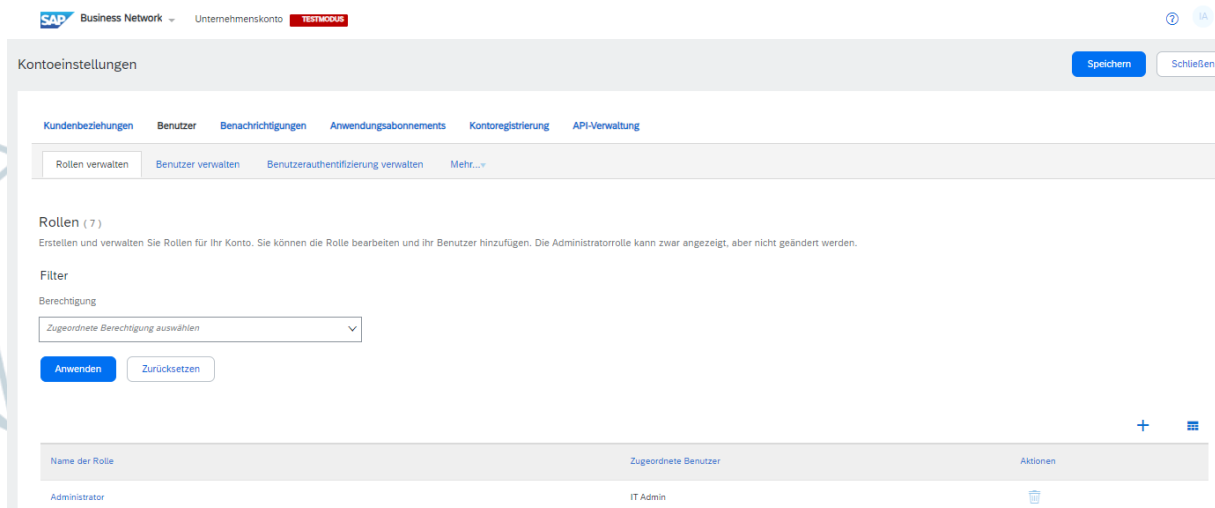 SAP Business Network Unternehmenskonto TESTMODUS ? IA
Kontoeinstellungen Speichern Schließen
Kundenbeziehungen Benutzer Benachrichtigungen Anwendungsabonnements Kontoregistrierung API-Verwaltung
Rollen verwalten Benutzer verwalten Benutzerauthentifizierung verwalten Mehr...
Rollen (7)
Erstellen und verwalten Sie Rollen für Ihr Konto. Sie können die Rolle bearbeiten und ihr Benutzer hinzufügen. Die Administratorrolle kann zwar angezeigt, aber nicht geändert werden.
Filter
Berechtigung
Zugeordnete Berechtigung auswählen
Anwenden Zurücksetzen
Name der Rolle Zugeordnete Benutzer Aktionen
Administrator IT Admin